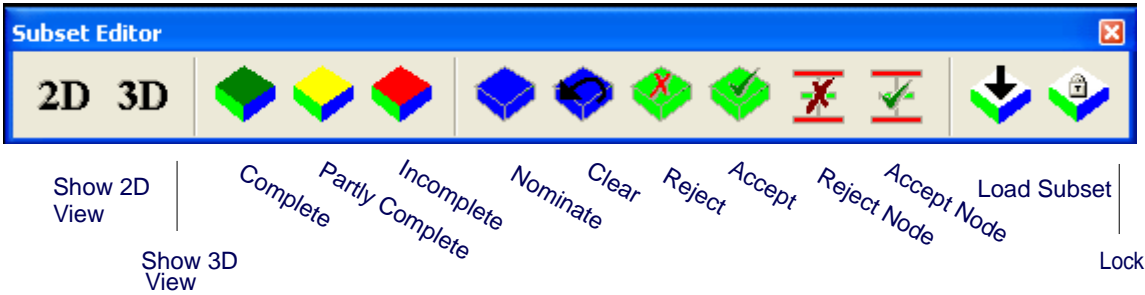 Subset Editor
2D 3D
Show 2D
View
Show 3D
View
Complete
Partly Complete
Incomplete
Nominate
Clear
Reject
Accept
Reject Node
Accept Node
Load Subset
Lock